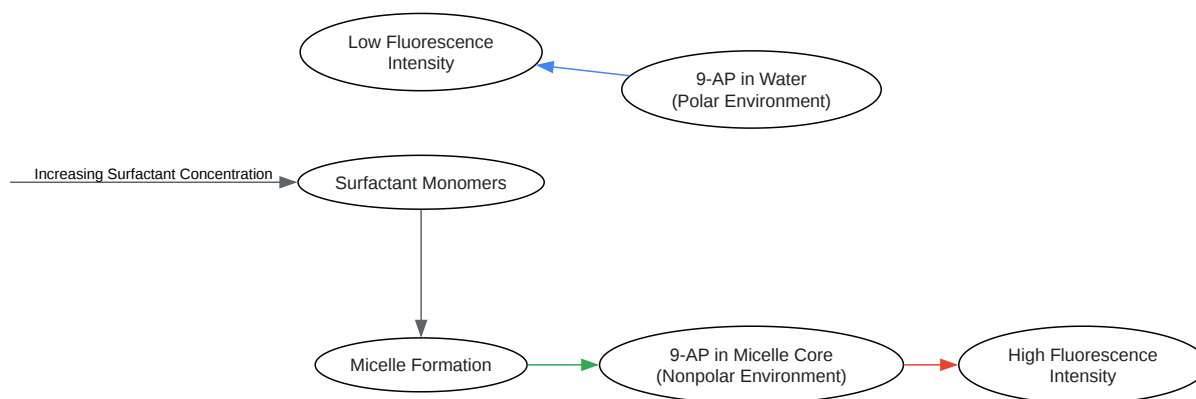 Low Fluorescence
Intensity
9-AP in Water
(Polar Environment)
Increasing Surfactant Concentration
Surfactant Monomers
Micelle Formation
9-AP in Micelle Core
(Nonpolar Environment)
High Fluorescence
Intensity